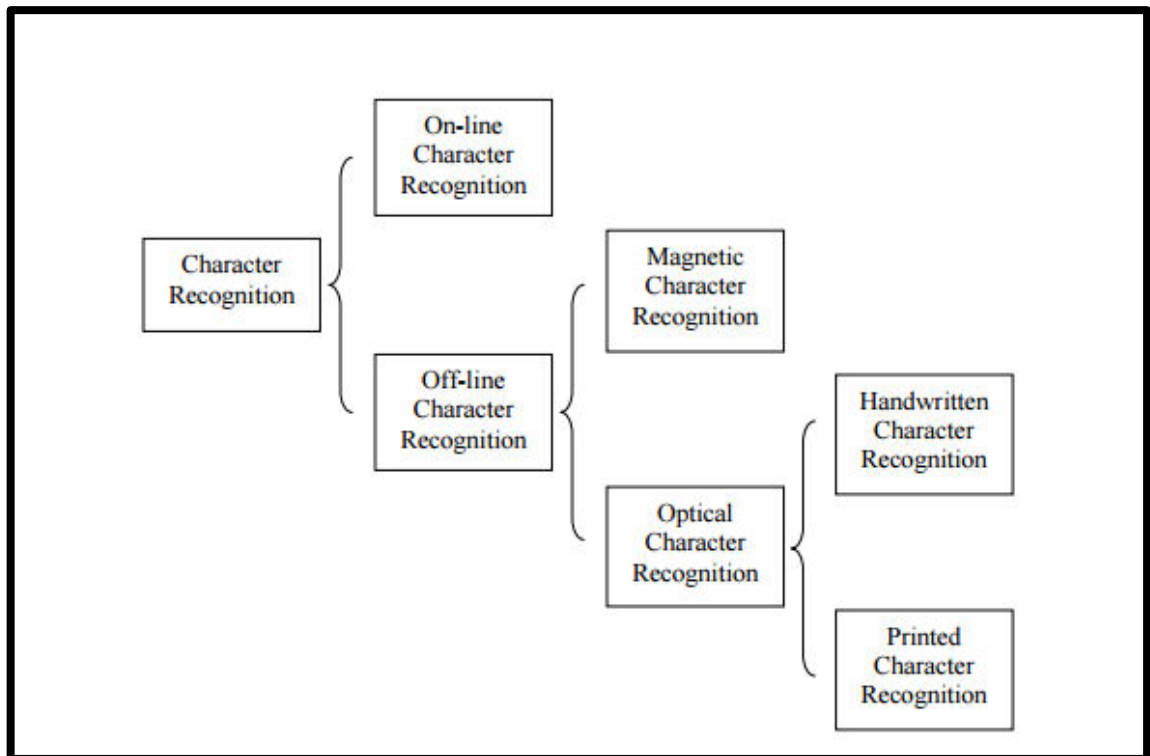 Character
Recognition
On-line
Character
Recognition
Off-line
Character
Recognition
Magnetic
Character
Recognition
Optical
Character
Recognition
Handwritten
Character
Recognition
Printed
Character
Recognition